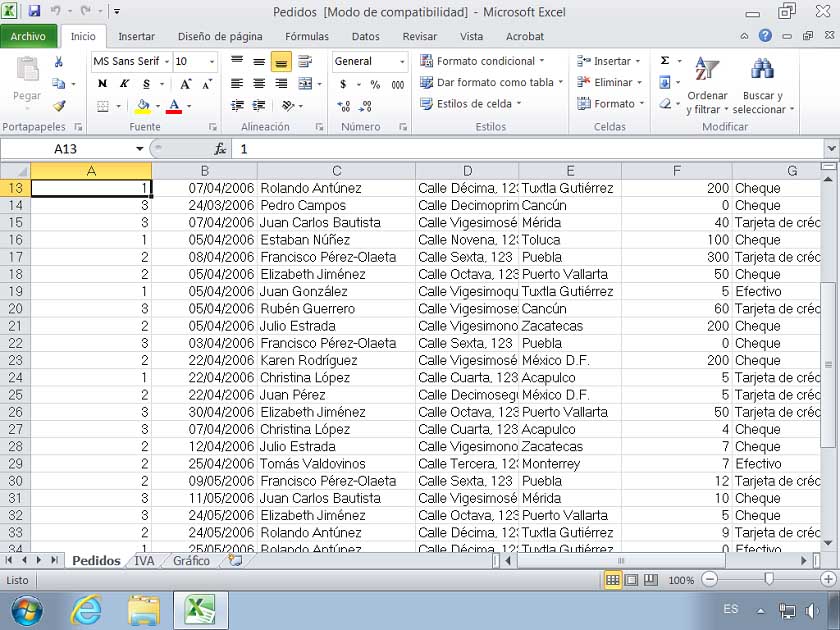 Pedidos [Modo de compatibilidad] - Microsoft Excel
Archivo Inicio Insertar Diseño de página Fórmulas Datos Revisar Vista Acrobat
Pegar
MS Sans Serif 10
N K S A A
A
General
$ % 000
Formato condicional
Dar formato como tabla
Estilos de celda
Insertar
Eliminar
Formato
Σ
Ordenar y filtrar
Buscar y seleccionar
Portapapeles Fuente Alineación Número Estilos Celdas Modificar
A13 fx 1
A B C D E F G
13 1 07/04/2006 Rolando Antúnez Calle Décima, 123 Tuxtla Gutiérrez 200 Cheque
14 3 24/03/2006 Pedro Campos Calle Decimoprim Cancún 0 Cheque
15 3 07/04/2006 Juan Carlos Bautista Calle Vigesimosé Mérida 40 Tarjeta de créc
16 1 05/04/2006 Estaban Núñez Calle Novena, 123 Toluca 100 Cheque
17 2 08/04/2006 Francisco Pérez-Olaeta Calle Sexta, 123 Puebla 300 Tarjeta de créc
18 2 05/04/2006 Elizabeth Jiménez Calle Octava, 123 Puerto Vallarta 50 Cheque
19 1 05/04/2006 Juan González Calle Vigesimoqu Tuxtla Gutiérrez 5 Efectivo
20 3 05/04/2006 Rubén Guerrero Calle Vigesimose Cancún 60 Tarjeta de créc
21 2 05/04/2006 Julio Estrada Calle Vigesimono Zacatecas 200 Cheque
22 3 03/04/2006 Francisco Pérez-Olaeta Calle Sexta, 123 Puebla 0 Cheque
23 2 22/04/2006 Karen Rodríguez Calle Vigesimosé México D.F. 200 Cheque
24 1 22/04/2006 Christina López Calle Cuarta, 123 Acapulco 5 Tarjeta de créc
25 2 22/04/2006 Juan Pérez Calle Decimosegu México D.F. 5 Tarjeta de créc
26 3 30/04/2006 Elizabeth Jiménez Calle Octava, 123 Puerto Vallarta 50 Tarjeta de créc
27 3 07/04/2006 Christina López Calle Cuarta, 123 Acapulco 4 Cheque
28 2 12/04/2006 Julio Estrada Calle Vigesimono Zacatecas 7 Cheque
29 2 25/04/2006 Tomás Valdovinos Calle Tercera, 123 Monterrey 7 Efectivo
30 2 09/05/2006 Francisco Pérez-Olaeta Calle Sexta, 123 Puebla 12 Tarjeta de créc
31 3 11/05/2006 Juan Carlos Bautista Calle Vigesimosé Mérida 10 Cheque
32 3 24/05/2006 Elizabeth Jiménez Calle Octava, 123 Puerto Vallarta 5 Cheque
33 2 24/05/2006 Rolando Antúnez Calle Décima, 123 Tuxtla Gutiérrez 9 Tarjeta de créc
34 1 25/05/2006 Rolando Antúnez Calle Décima, 123 Tuxtla Gutiérrez 0 Efectivo
Pedidos IVA Gráfico
Listo 100%
ES